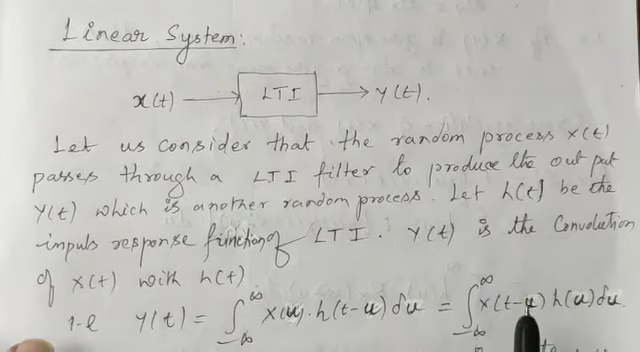 Linear System:
x(t) → LTI → Y(t).
Let us consider that the random process x(t)
passes through a LTI filter to produce the out put
Y(t) which is another random process. Let h(t) be the
inpuls response function of LTI. Y(t) is the Convolution
of x(t) with h(t)
i-e Y(t) = ∫_{-∞}^{∞} x(u). h(t-u) du = ∫_{-∞}^{∞} x(t-u) h(u) du.